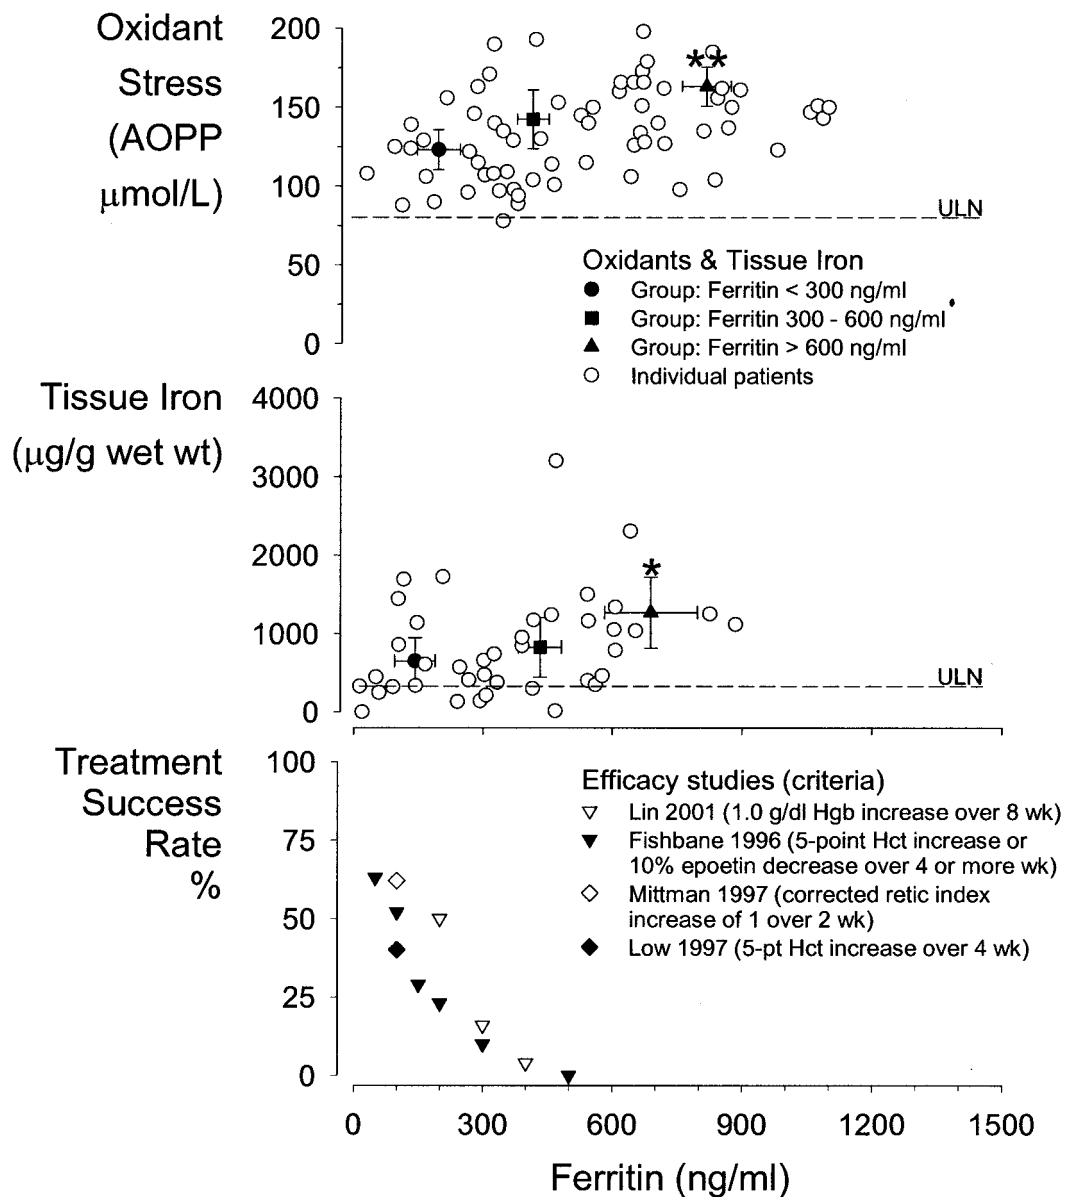 Oxidant
Stress
(AOPP
μmol/L)
200
150
100
50
0
**
ULN
Oxidants & Tissue Iron
Group: Ferritin < 300 ng/ml
Group: Ferritin 300 - 600 ng/ml
Group: Ferritin > 600 ng/ml
Individual patients
Tissue Iron
(μg/g wet wt)
4000
3000
2000
1000
0
*
ULN
Treatment
Success
Rate
%
100
75
50
25
0
Efficacy studies (criteria)
Lin 2001 (1.0 g/dl Hgb increase over 8 wk)
Fishbane 1996 (5-point Hct increase or
10% epoetin decrease over 4 or more wk)
Mittman 1997 (corrected retic index
increase of 1 over 2 wk)
Low 1997 (5-pt Hct increase over 4 wk)
0 300 600 900 1200 1500
Ferritin (ng/ml)